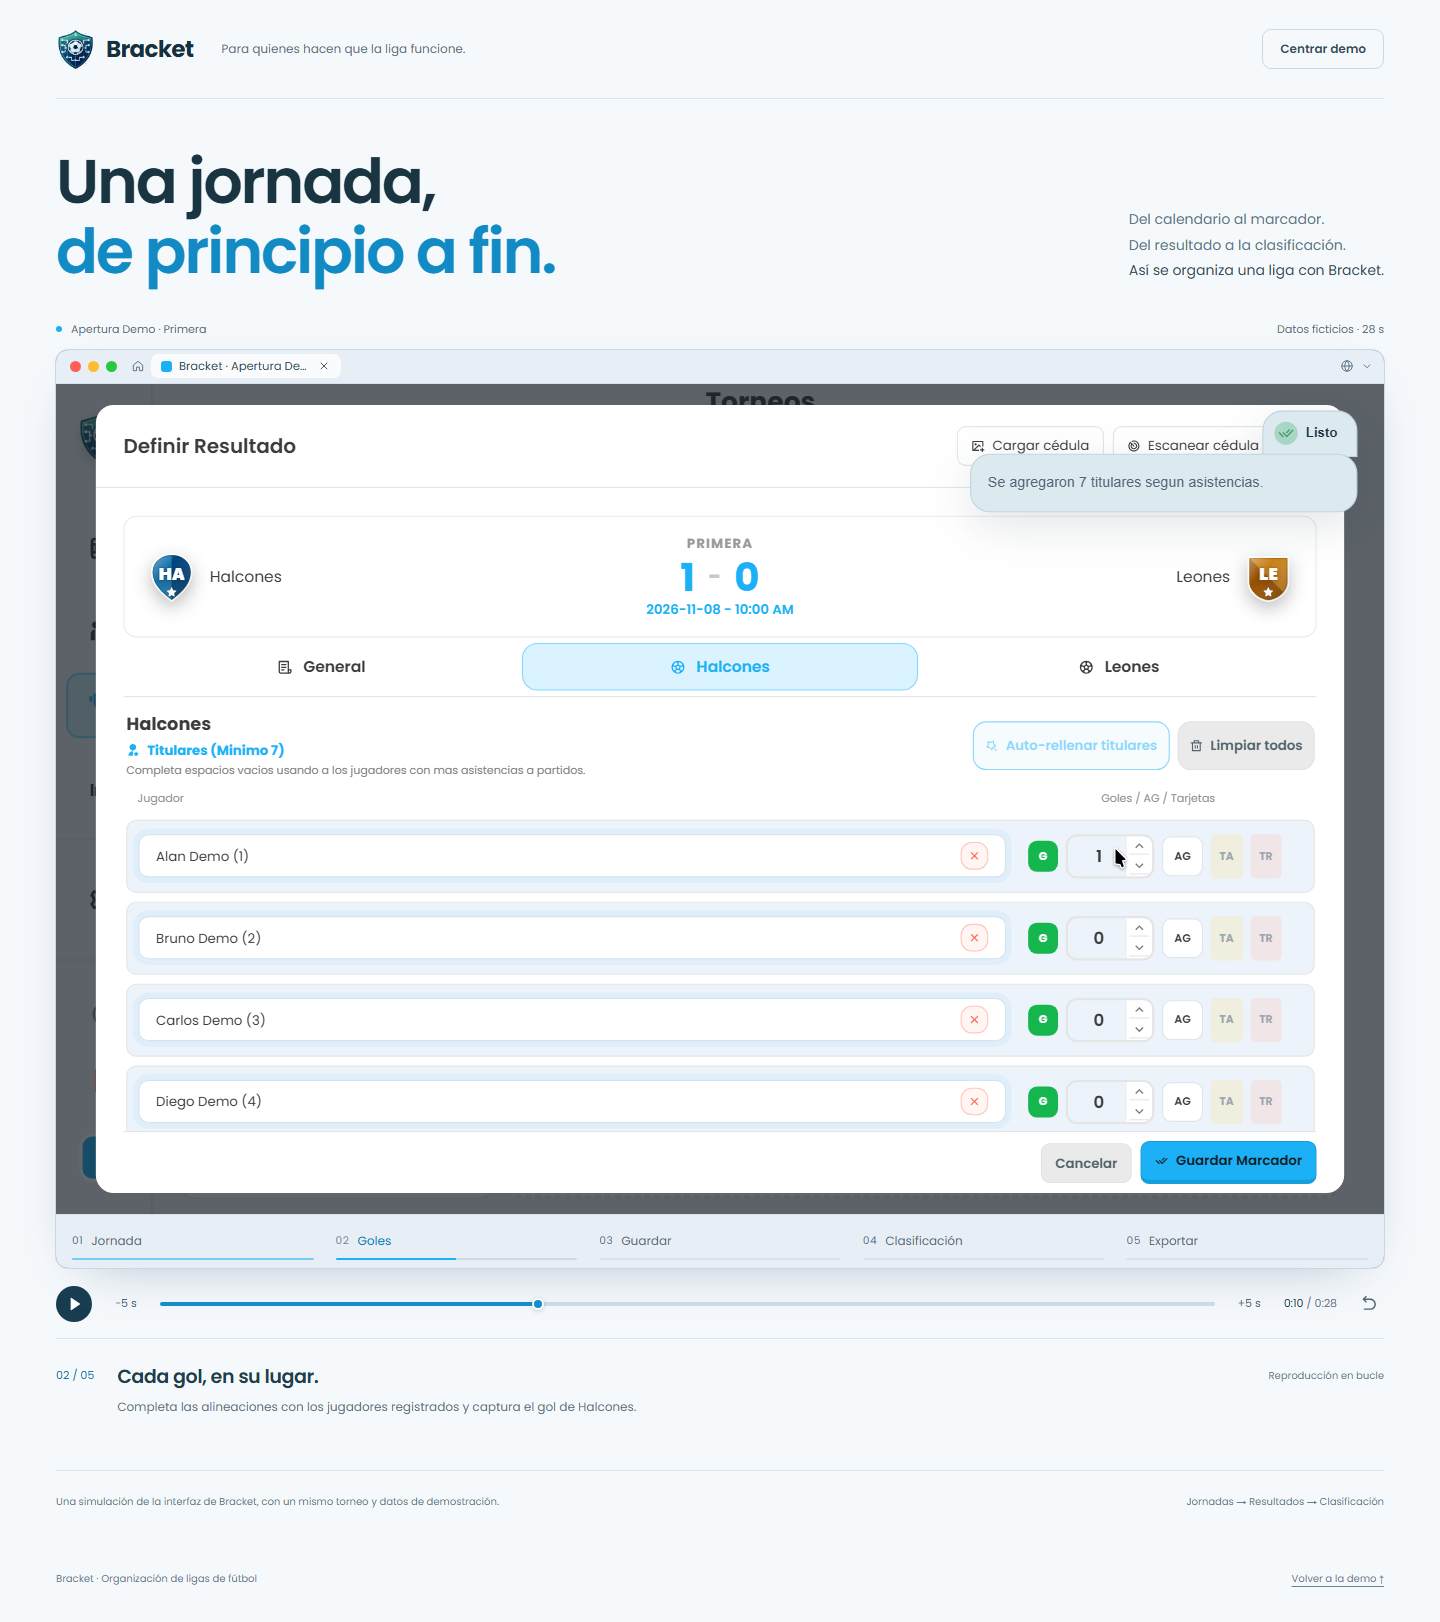 Bracket
Para quienes hacen que la liga funcione.
Centrar demo
Una jornada,
de principio a fin.
Del calendario al marcador.
Del resultado a la clasificación.
Así se organiza una liga con Bracket.
Apertura Demo · Primera
Datos ficticios · 28 s
Bracket · Apertura De...
Torneos
Definir Resultado
Cargar cédula
Escanear cédula
Listo
Se agregaron 7 titulares segun asistencias.
PRIMERA
HA
Halcones
1 - 0
Leones
LE
2026-11-08 - 10:00 AM
General
Halcones
Leones
Halcones
Titulares (Minimo 7)
Completa espacios vacios usando a los jugadores con mas asistencias a partidos.
Auto-rellenar titulares
Limpiar todos
Jugador
Goles / AG / Tarjetas
Alan Demo (1)
G
1
AG
TA
TR
Bruno Demo (2)
G
0
AG
TA
TR
Carlos Demo (3)
G
0
AG
TA
TR
Diego Demo (4)
G
0
AG
TA
TR
Cancelar
Guardar Marcador
01 Jornada
02 Goles
03 Guardar
04 Clasificación
05 Exportar
-5 s
+5 s
0:10 / 0:28
02 / 05
Cada gol, en su lugar.
Reproducción en bucle
Completa las alineaciones con los jugadores registrados y captura el gol de Halcones.
Una simulación de la interfaz de Bracket, con un mismo torneo y datos de demostración.
Jornadas → Resultados → Clasificación
Bracket · Organización de ligas de fútbol
Volver a la demo ↑